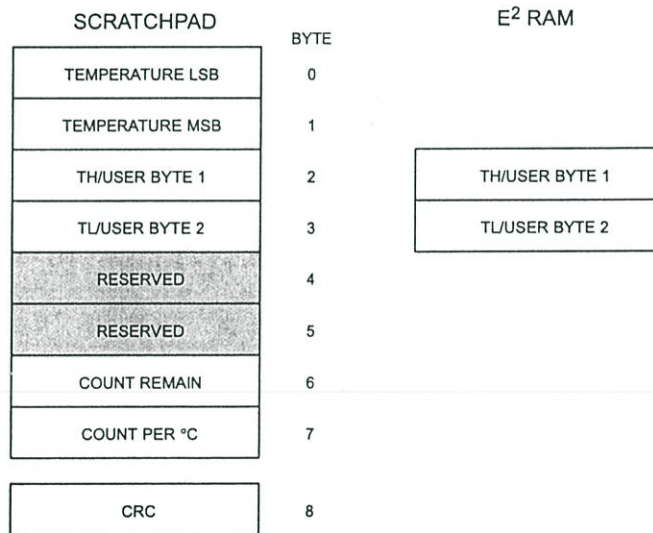 SCRATCHPAD
BYTE
E² RAM
TEMPERATURE LSB 0
TEMPERATURE MSB 1
TH/USER BYTE 1 2 TH/USER BYTE 1
TL/USER BYTE 2 3 TL/USER BYTE 2
RESERVED 4
RESERVED 5
COUNT REMAIN 6
COUNT PER °C 7
CRC 8